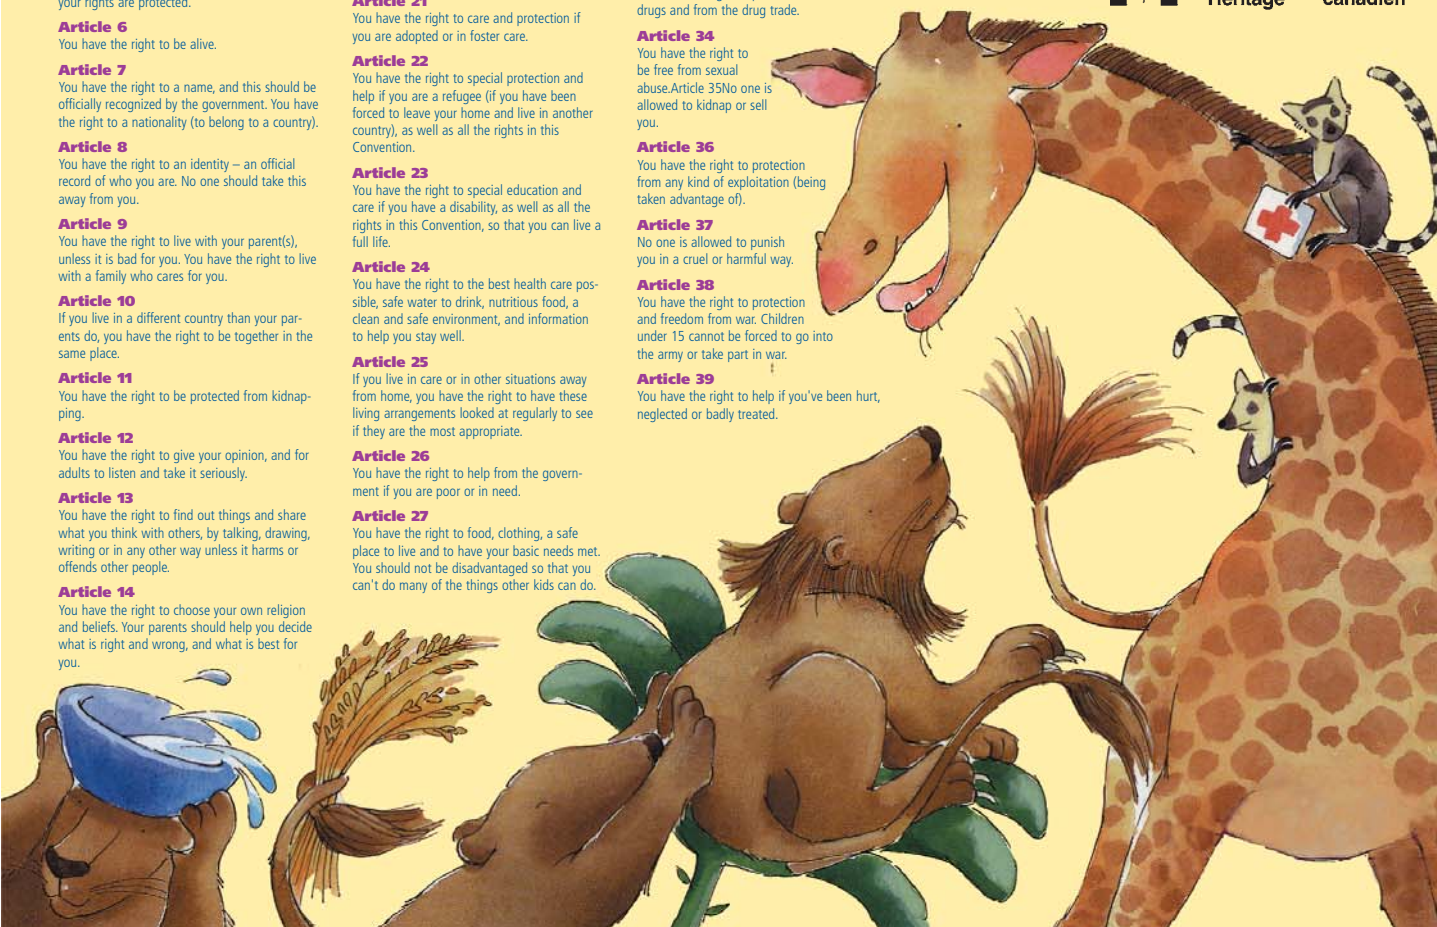 your rights are protected.
Article 6
You have the right to be alive.
Article 7
You have the right to a name, and this should be
officially recognized by the government. You have
the right to a nationality (to belong to a country).
Article 8
You have the right to an identity – an official
record of who you are. No one should take this
away from you.
Article 9
You have the right to live with your parent(s),
unless it is bad for you. You have the right to live
with a family who cares for you.
Article 10
If you live in a different country than your par-
ents do, you have the right to be together in the
same place.
Article 11
You have the right to be protected from kidnap-
ping.
Article 12
You have the right to give your opinion, and for
adults to listen and take it seriously.
Article 13
You have the right to find out things and share
what you think with others, by talking, drawing,
writing or in any other way unless it harms or
offends other people.
Article 14
You have the right to choose your own religion
and beliefs. Your parents should help you decide
what is right and wrong, and what is best for
you.
Article 21
You have the right to care and protection if
you are adopted or in foster care.
Article 22
You have the right to special protection and
help if you are a refugee (if you have been
forced to leave your home and live in another
country), as well as all the rights in this
Convention.
Article 23
You have the right to special education and
care if you have a disability, as well as all the
rights in this Convention, so that you can live a
full life.
Article 24
You have the right to the best health care pos-
sible, safe water to drink, nutritious food, a
clean and safe environment, and information
to help you stay well.
Article 25
If you live in care or in other situations away
from home, you have the right to have these
living arrangements looked at regularly to see
if they are the most appropriate.
Article 26
You have the right to help from the govern-
ment if you are poor or in need.
Article 27
You have the right to food, clothing, a safe
place to live and to have your basic needs met.
You should not be disadvantaged so that you
can't do many of the things other kids can do.
drugs and from the drug trade.
Article 34
You have the right to
be free from sexual
abuse.Article 35No one is
allowed to kidnap or sell
you.
Article 36
You have the right to protection
from any kind of exploitation (being
taken advantage of).
Article 37
No one is allowed to punish
you in a cruel or harmful way.
Article 38
You have the right to protection
and freedom from war. Children
under 15 cannot be forced to go into
the army or take part in war.
Article 39
You have the right to help if you've been hurt,
neglected or badly treated.
Heritage canadien